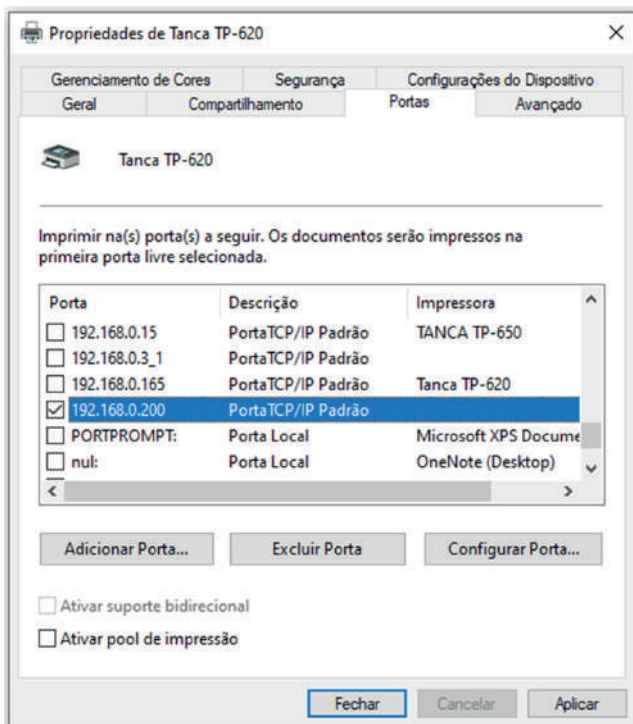 Propriedades de Tanca TP-620
Gerenciamento de Cores Segurança Configurações do Dispositivo
Geral Compartilhamento Portas Avançado
Tanca TP-620
Imprimir na(s) porta(s) a seguir. Os documentos serão impressos na
primeira porta livre selecionada.
Porta Descrição Impressora
192.168.0.15 PortaTCP/IP Padrão TANCA TP-650
192.168.0.3_1 PortaTCP/IP Padrão
192.168.0.165 PortaTCP/IP Padrão Tanca TP-620
192.168.0.200 PortaTCP/IP Padrão
PORTPROMPT: Porta Local Microsoft XPS Docume
nul: Porta Local OneNote (Desktop)
Adicionar Porta... Excluir Porta Configurar Porta...
Ativar suporte bidirecional
Ativar pool de impressão
Fechar Cancelar Aplicar